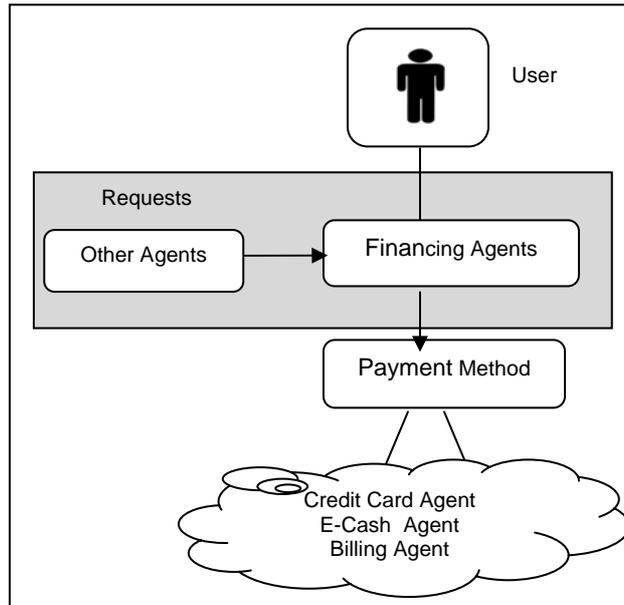 User
Requests
Other Agents
Financing Agents
Payment Method
Credit Card Agent
E-Cash Agent
Billing Agent